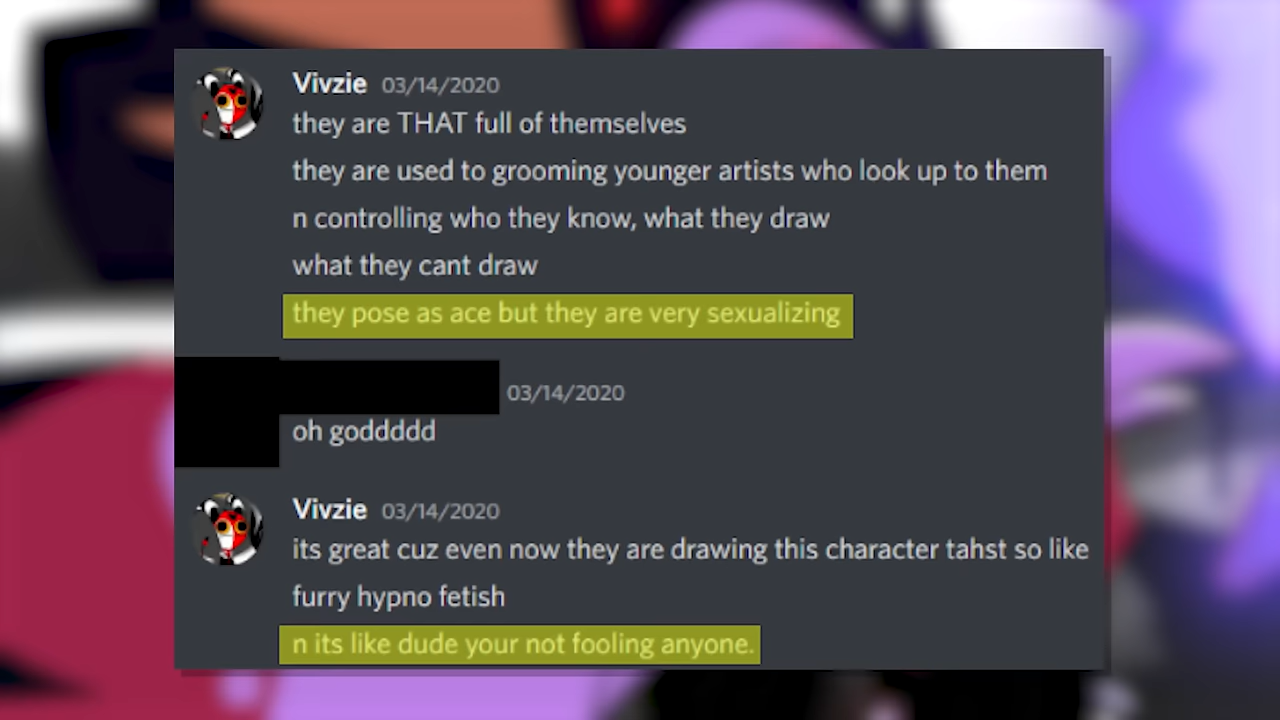 Vivzie 03/14/2020
they are THAT full of themselves
they are used to grooming younger artists who look up to them
n controlling who they know, what they draw
what they cant draw
they pose as ace but they are very sexualizing
03/14/2020
oh goddddd
Vivzie 03/14/2020
its great cuz even now they are drawing this character tahst so like
furry hypno fetish
n its like dude your not fooling anyone.